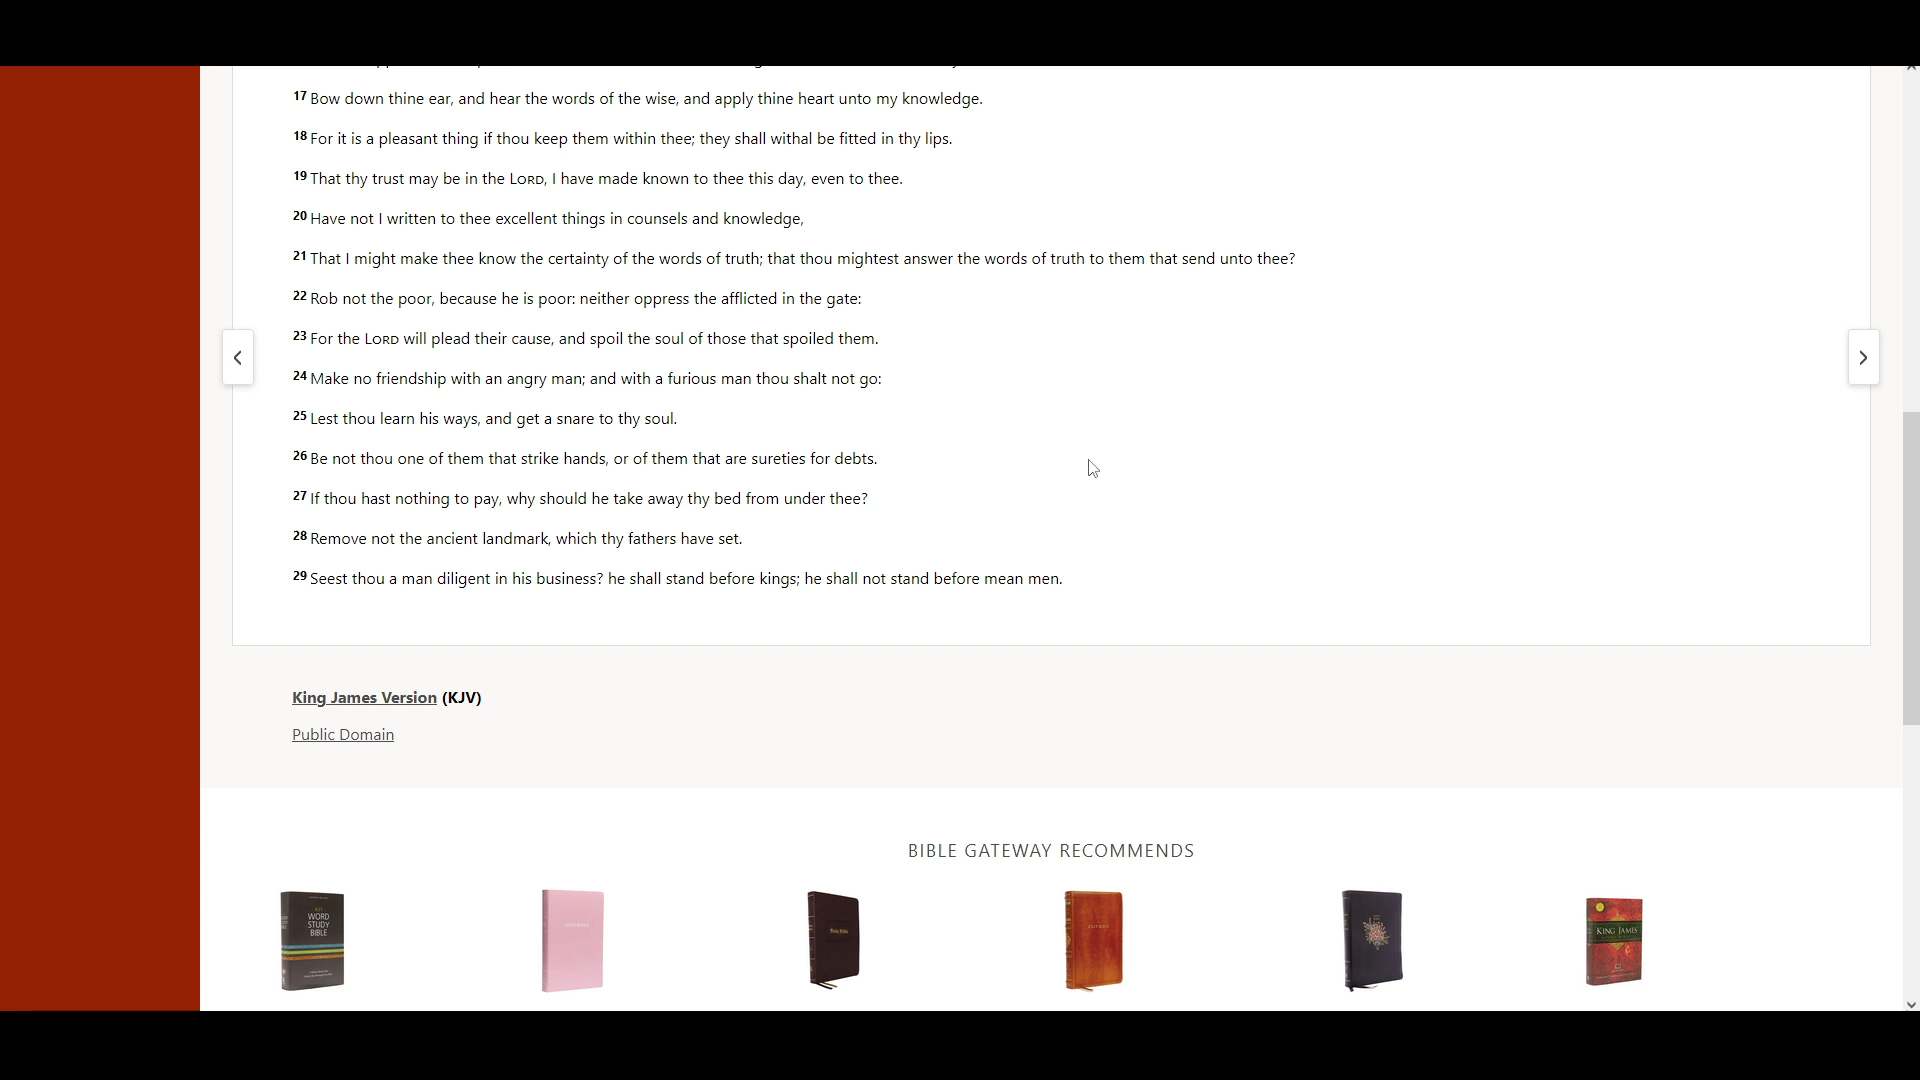 17 Bow down thine ear, and hear the words of the wise, and apply thine heart unto my knowledge.
18 For it is a pleasant thing if thou keep them within thee; they shall withal be fitted in thy lips.
19 That thy trust may be in the LORD, I have made known to thee this day, even to thee.
20 Have not I written to thee excellent things in counsels and knowledge,
21 That I might make thee know the certainty of the words of truth; that thou mightest answer the words of truth to them that send unto thee?
22 Rob not the poor, because he is poor: neither oppress the afflicted in the gate:
23 For the LORD will plead their cause, and spoil the soul of those that spoiled them.
24 Make no friendship with an angry man; and with a furious man thou shalt not go:
25 Lest thou learn his ways, and get a snare to thy soul.
26 Be not thou one of them that strike hands, or of them that are sureties for debts.
27 If thou hast nothing to pay, why should he take away thy bed from under thee?
28 Remove not the ancient landmark, which thy fathers have set.
29 Seest thou a man diligent in his business? he shall stand before kings; he shall not stand before mean men.
King James Version (KJV)
Public Domain
BIBLE GATEWAY RECOMMENDS
WORD
STUDY
BIBLE
HOLY BIBLE
Holy Bible
HOLY BIBLE
KING JAMES